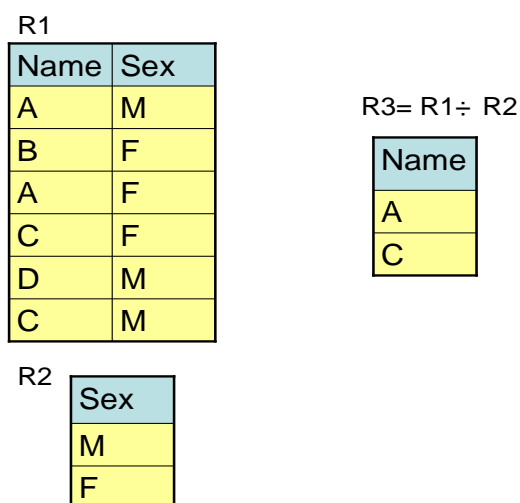 R1
Name Sex
A M
B F
A F
C F
D M
C M
R3= R1÷ R2
Name
A
C
R2
Sex
M
F